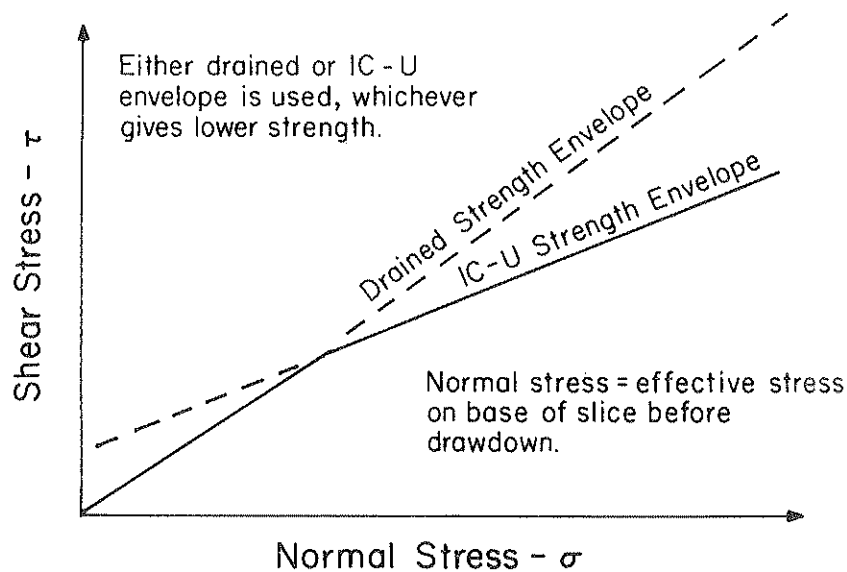 Either drained or IC-U
envelope is used, whichever
gives lower strength.
Drained Strength Envelope
IC-U Strength Envelope
Shear Stress - τ
Normal stress = effective stress
on base of slice before
drawdown.
Normal Stress - σ